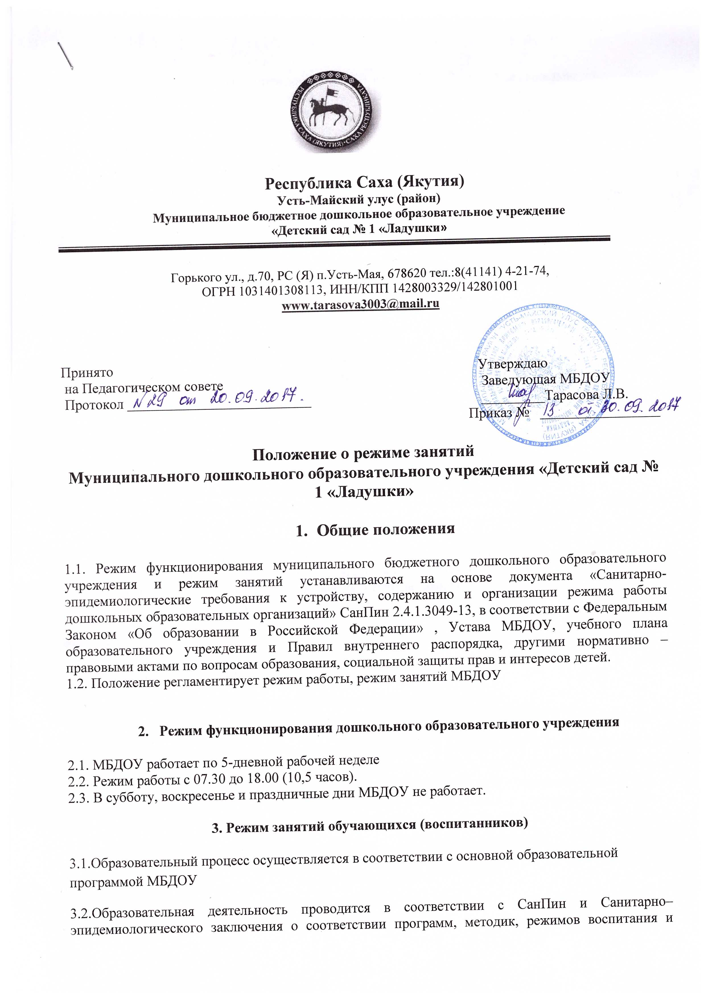 РЕСПУБЛИКА САХА (ЯКУТИЯ) • САХА РЕСПУБЛИКАТА
Республика Саха (Якутия)
Усть-Майский улус (район)
Муниципальное бюджетное дошкольное образовательное учреждение
«Детский сад № 1 «Ладушки»
Горького ул., д.70, РС (Я) п.Усть-Мая, 678620 тел.:8(41141) 4-21-74,
ОГРН 1031401308113, ИНН/КПП 1428003329/142801001
www.tarasova3003@mail.ru
Принято
на Педагогическом совете
Протокол № 29 от 20.09.2017.
Утверждаю
Заведующая МБДОУ
Тарасова Л.В.
Приказ № 13 от 30.09.2017
УСТЬ-МАЙСКИЙ УЛУС (РАЙОН)
Положение о режиме занятий
Муниципального дошкольного образовательного учреждения «Детский сад №
1 «Ладушки»
1. Общие положения
1.1. Режим функционирования муниципального бюджетного дошкольного образовательного
учреждения и режим занятий устанавливаются на основе документа «Санитарно-
эпидемиологические требования к устройству, содержанию и организации режима работы
дошкольных образовательных организаций» СанПин 2.4.1.3049-13, в соответствии с Федеральным
Законом «Об образовании в Российской Федерации» , Устава МБДОУ, учебного плана
образовательного учреждения и Правил внутреннего распорядка, другими нормативно –
правовыми актами по вопросам образования, социальной защиты прав и интересов детей.
1.2. Положение регламентирует режим работы, режим занятий МБДОУ
2. Режим функционирования дошкольного образовательного учреждения
2.1. МБДОУ работает по 5-дневной рабочей неделе
2.2. Режим работы с 07.30 до 18.00 (10,5 часов).
2.3. В субботу, воскресенье и праздничные дни МБДОУ не работает.
3. Режим занятий обучающихся (воспитанников)
3.1.Образовательный процесс осуществляется в соответствии с основной образовательной
программой МБДОУ
3.2.Образовательная деятельность проводится в соответствии с СанПин и Санитарно–
эпидемиологического заключения о соответствии программ, методик, режимов воспитания и